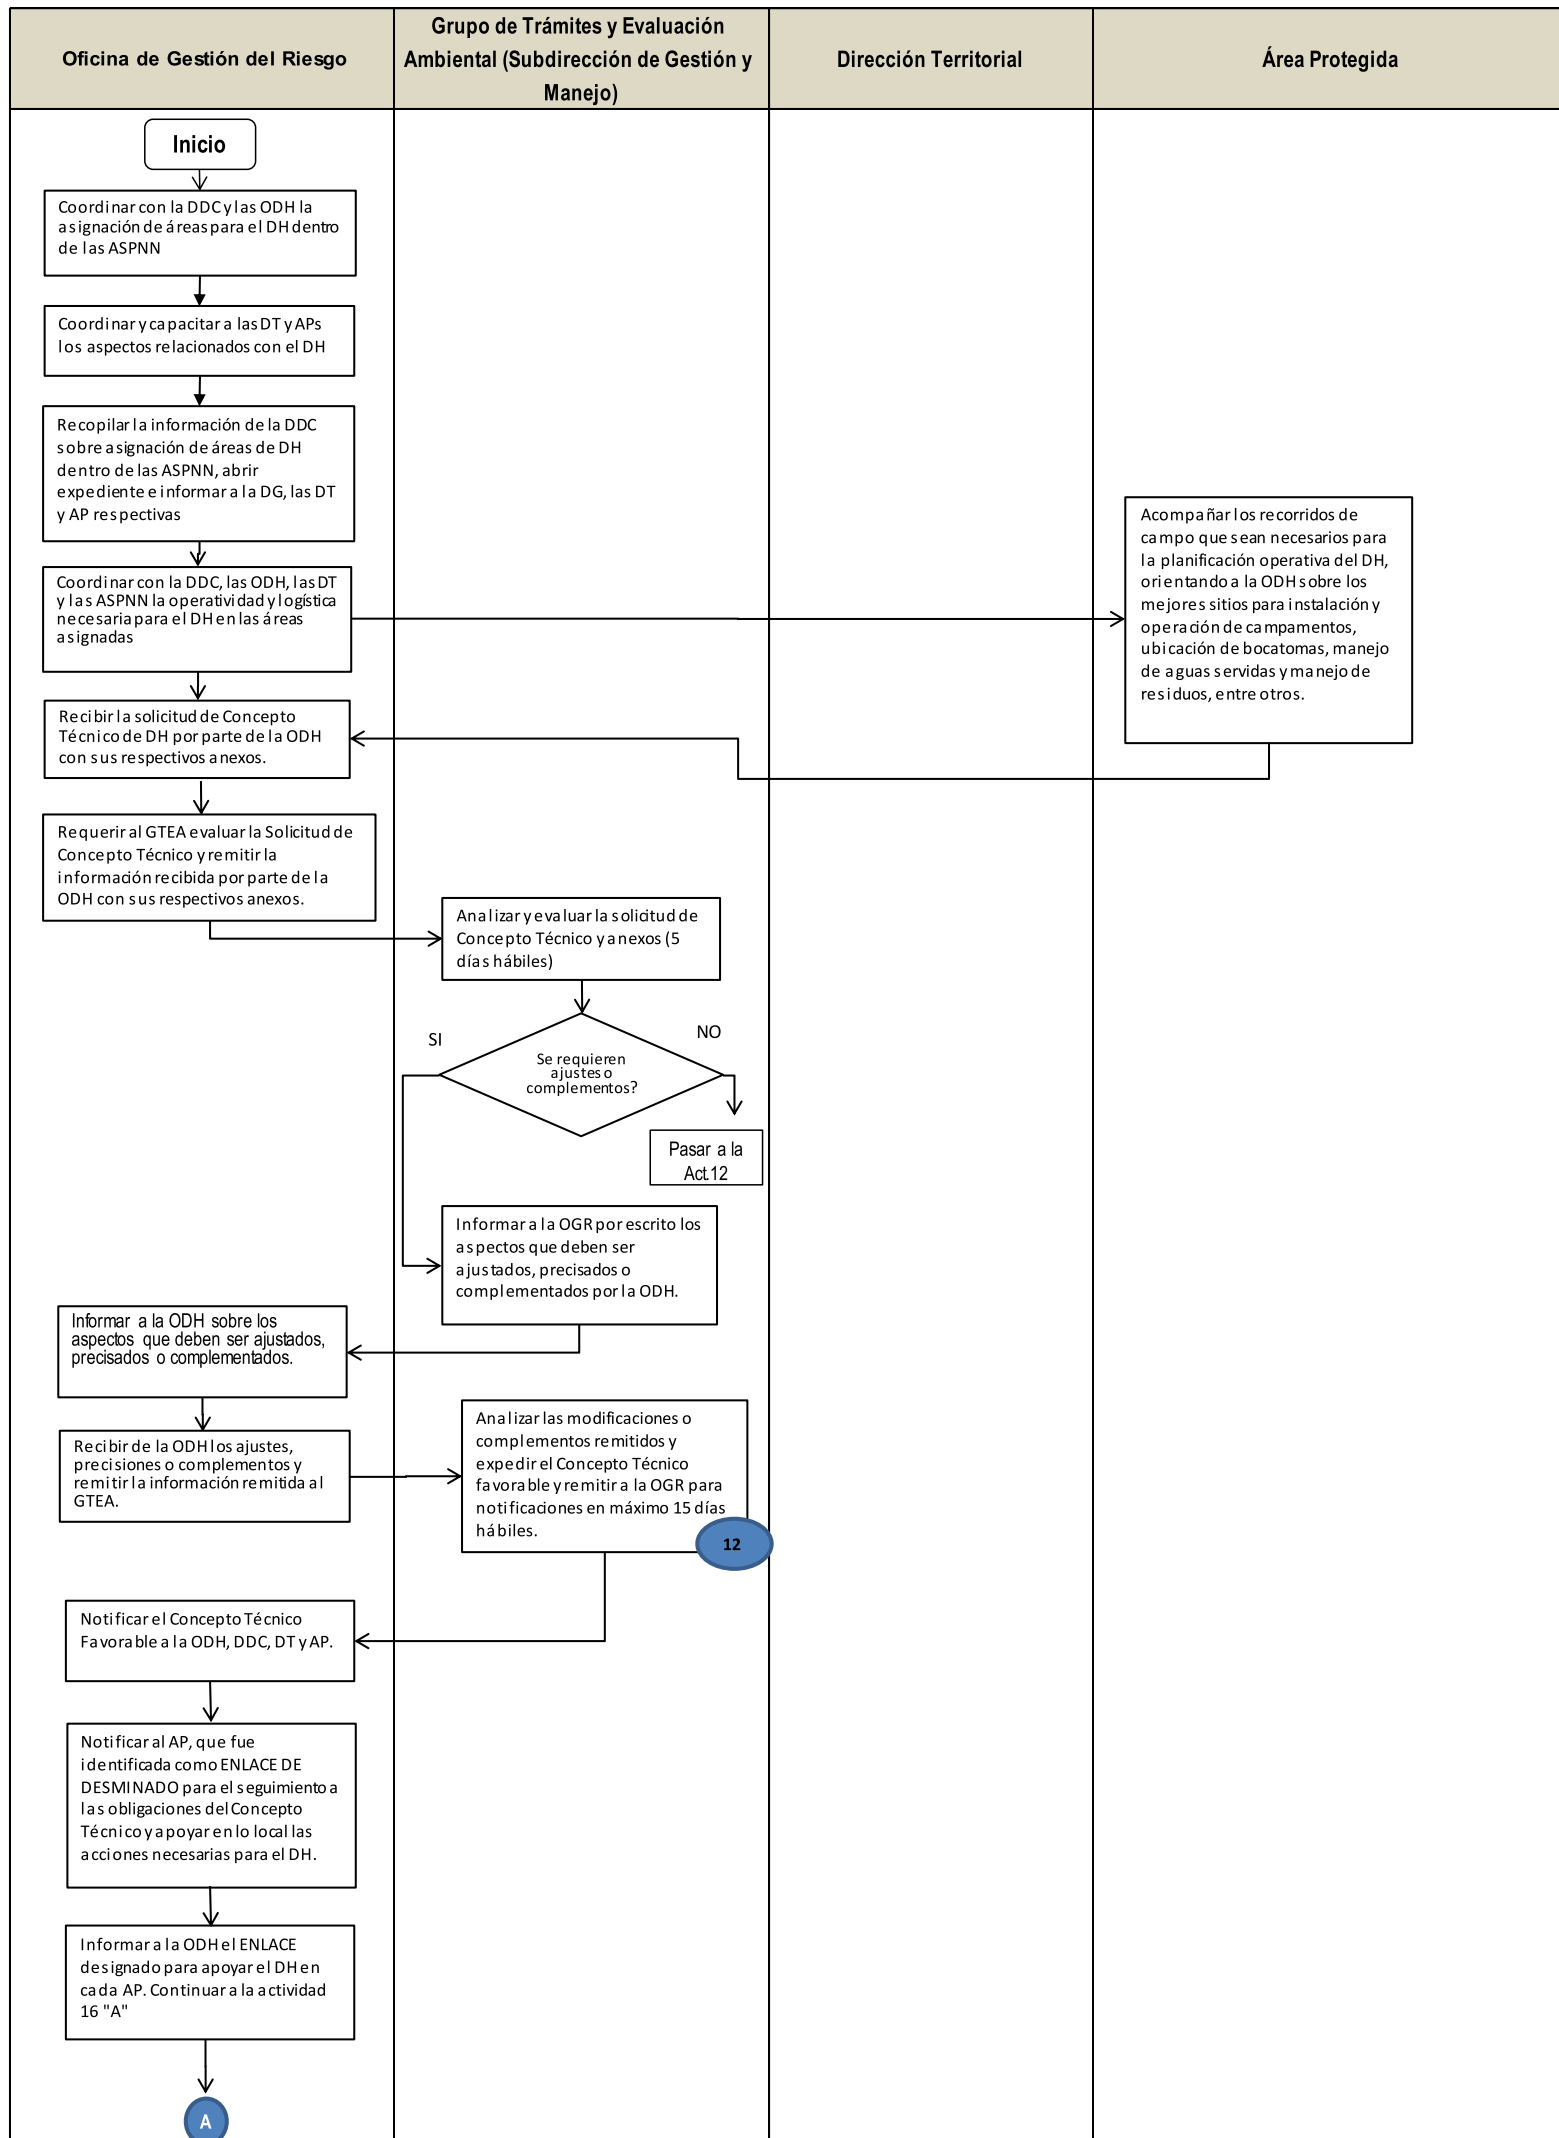 Oficina de Gestión del Riesgo
Grupo de Trámites y Evaluación
Ambiental (Subdirección de Gestión y
Manejo)
Dirección Territorial
Área Protegida
Inicio
Coordinar con la DDC y las ODH la
asignación de áreas para el DH dentro
de las ASPNN
Coordinar y capacitar a las DT y APs
los aspectos relacionados con el DH
Recopilar la información de la DDC
sobre asignación de áreas de DH
dentro de las ASPNN, abrir
expediente e informar a la DG, las DT
y AP respectivas
Coordinar con la DDC, las ODH, las DT
y las ASPNN la operatividad y logística
necesaria para el DH en las áreas
asignadas
Acompañar los recorridos de
campo que sean necesarios para
la planificación operativa del DH,
orientando a la ODH sobre los
mejores sitios para instalación y
operación de campamentos,
ubicación de bocatomas, manejo
de aguas servidas y manejo de
residuos, entre otros.
Recibir la solicitud de Concepto
Técnico de DH por parte de la ODH
con sus respectivos anexos.
Requerir al GTEA evaluar la Solicitud de
Concepto Técnico y remitir la
información recibida por parte de la
ODH con sus respectivos anexos.
Analizar y evaluar la solicitud de
Concepto Técnico y anexos (5
días hábiles)
SI
NO
Se requieren
ajustes o
complementos?
Pasar a la
Act.12
Informar a la OGR por escrito los
aspectos que deben ser
ajustados, precisados o
complementados por la ODH.
Informar a la ODH sobre los
aspectos que deben ser ajustados,
precisados o complementados.
Recibir de la ODH los ajustes,
precisiones o complementos y
remitir la información remitida al
GTEA.
Analizar las modificaciones o
complementos remitidos y
expedir el Concepto Técnico
favorable y remitir a la OGR para
notificaciones en máximo 15 días
hábiles.
12
Notificar el Concepto Técnico
Favorable a la ODH, DDC, DT y AP.
Notificar al AP, que fue
identificada como ENLACE DE
DESMINADO para el seguimiento a
las obligaciones del Concepto
Técnico y apoyar en lo local las
acciones necesarias para el DH.
Informar a la ODH el ENLACE
designado para apoyar el DH en
cada AP. Continuar a la actividad
16 "A"
A